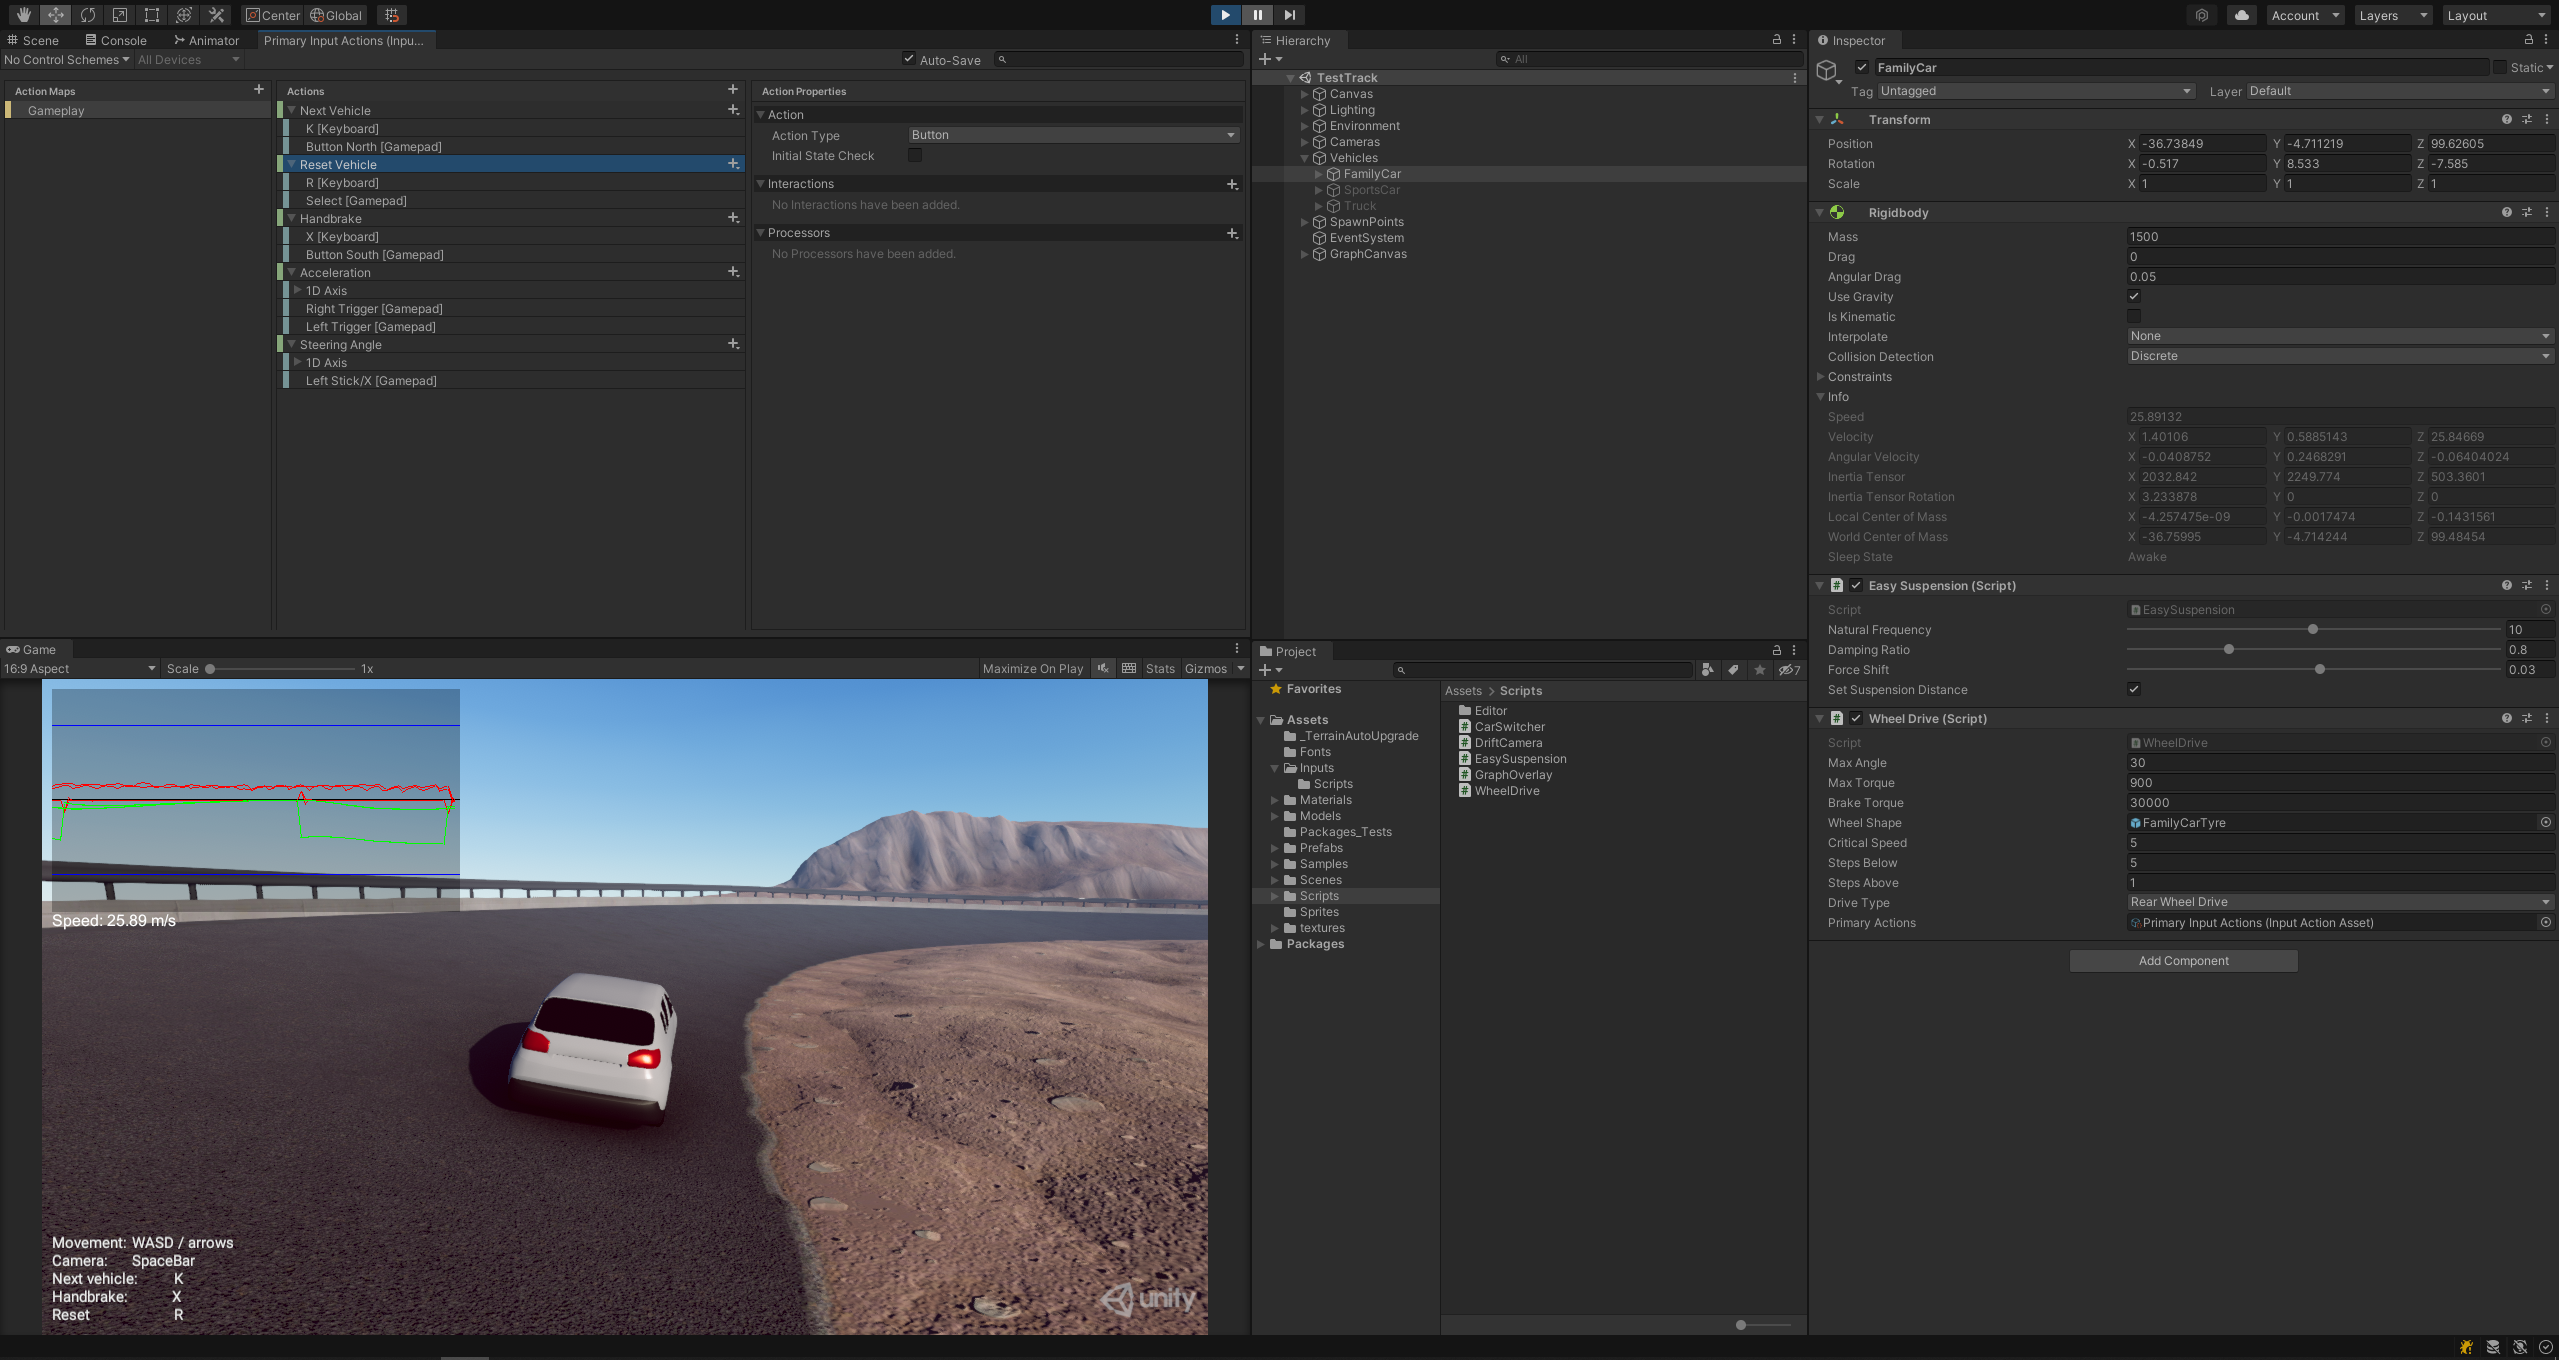 Center
Global
Account
Layers
Layout
Scene
Console
Animator
Primary Input Actions (Inpu...
No Control Schemes
All Devices
Auto-Save
Action Maps
Gameplay
Actions
Next Vehicle
K [Keyboard]
Button North [Gamepad]
Reset Vehicle
R [Keyboard]
Select [Gamepad]
Handbrake
X [Keyboard]
Button South [Gamepad]
Acceleration
1D Axis
Right Trigger [Gamepad]
Left Trigger [Gamepad]
Steering Angle
1D Axis
Left Stick/X [Gamepad]
Action Properties
Action
Action Type Button
Initial State Check
Interactions
No Interactions have been added.
Processors
No Processors have been added.
Hierarchy
All
TestTrack
Canvas
Lighting
Environment
Cameras
Vehicles
FamilyCar
SportsCar
Truck
SpawnPoints
EventSystem
GraphCanvas
Game
16:9 Aspect Scale 1x Maximize On Play Stats Gizmos
Speed: 25.89 m/s
Movement: WASD / arrows
Camera: SpaceBar
Next vehicle: K
Handbrake: X
Reset R
unity
Project
7
Favorites
Assets
_TerrainAutoUpgrade
Fonts
Inputs
Scripts
Materials
Models
Packages_Tests
Prefabs
Samples
Scenes
Scripts
Sprites
textures
Packages
Assets > Scripts
Editor
CarSwitcher
DriftCamera
EasySuspension
GraphOverlay
WheelDrive
Inspector
FamilyCar Static
Tag Untagged Layer Default
Transform
Position X -36.73849 Y -4.711219 Z 99.62605
Rotation X -0.517 Y 8.533 Z -7.585
Scale X 1 Y 1 Z 1
Rigidbody
Mass 1500
Drag 0
Angular Drag 0.05
Use Gravity
Is Kinematic
Interpolate None
Collision Detection Discrete
Constraints
Info
Speed 25.89132
Velocity X 1.40106 Y 0.5885143 Z 25.84669
Angular Velocity X -0.0408752 Y 0.2468291 Z -0.06404024
Inertia Tensor X 2032.842 Y 2249.774 Z 503.3601
Inertia Tensor Rotation X 3.233878 Y 0 Z 0
Local Center of Mass X -4.257475e-09 Y -0.0017474 Z -0.1431561
World Center of Mass X -36.75995 Y -4.714244 Z 99.48454
Sleep State Awake
Easy Suspension (Script)
Script EasySuspension
Natural Frequency 10
Damping Ratio 0.8
Force Shift 0.03
Set Suspension Distance
Wheel Drive (Script)
Script WheelDrive
Max Angle 30
Max Torque 900
Brake Torque 30000
Wheel Shape FamilyCarTyre
Critical Speed 5
Steps Below 5
Steps Above 1
Drive Type Rear Wheel Drive
Primary Actions Primary Input Actions (Input Action Asset)
Add Component